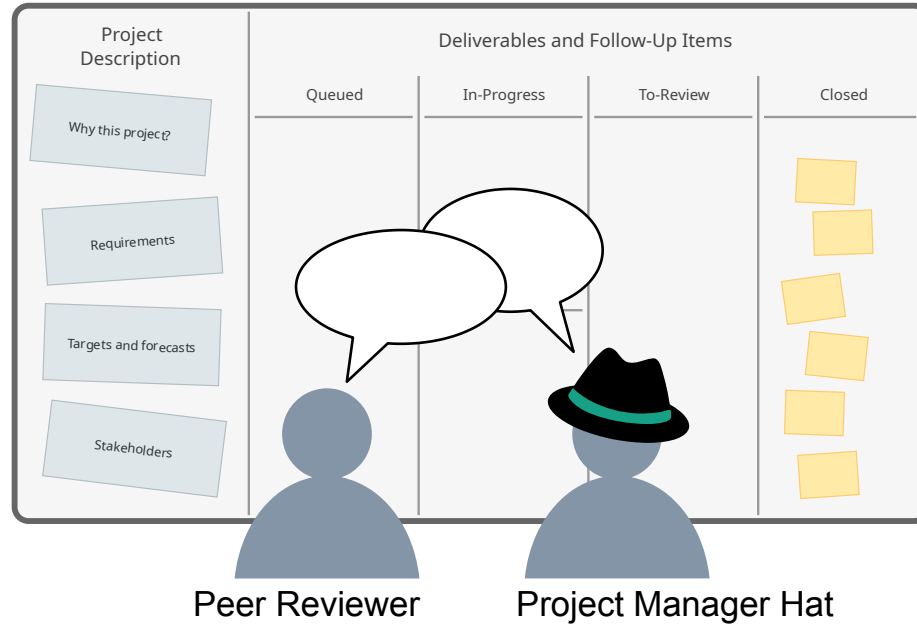 Project
Description
Deliverables and Follow-Up Items
Queued
In-Progress
To-Review
Closed
Why this project?
Requirements
Targets and forecasts
Stakeholders
Peer Reviewer
Project Manager Hat